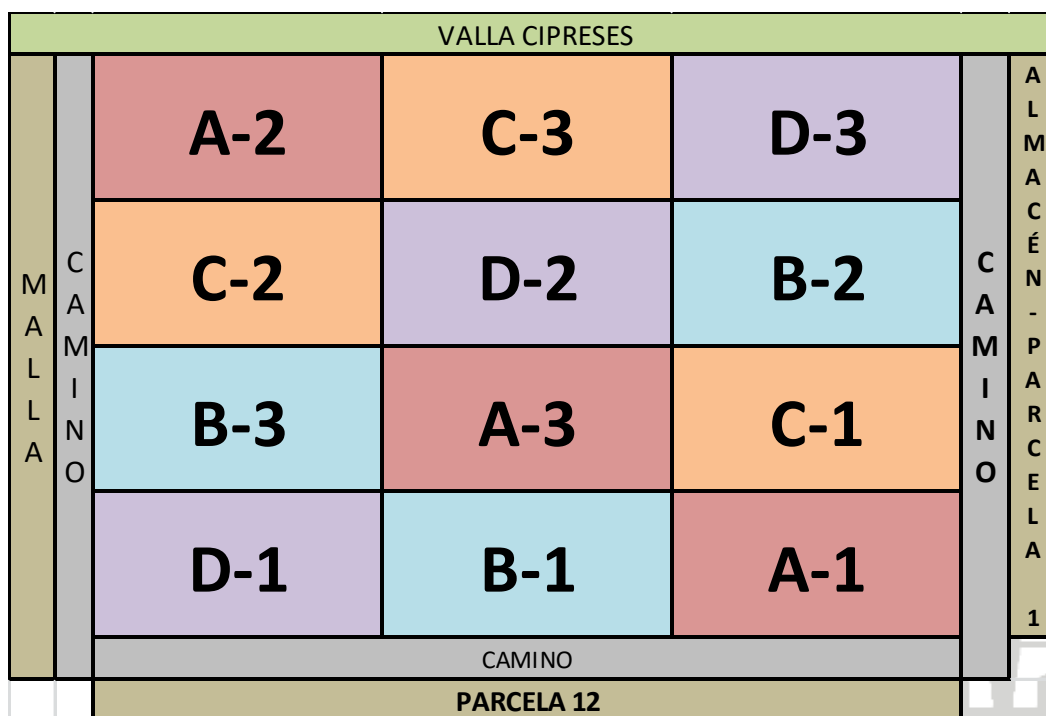 VALLA CIPRESES
MALLA
CAMINO
A-2 C-3 D-3
C-2 D-2 B-2
B-3 A-3 C-1
D-1 B-1 A-1
CAMINO
ALMACÉN - PARCELA 1
CAMINO
PARCELA 12